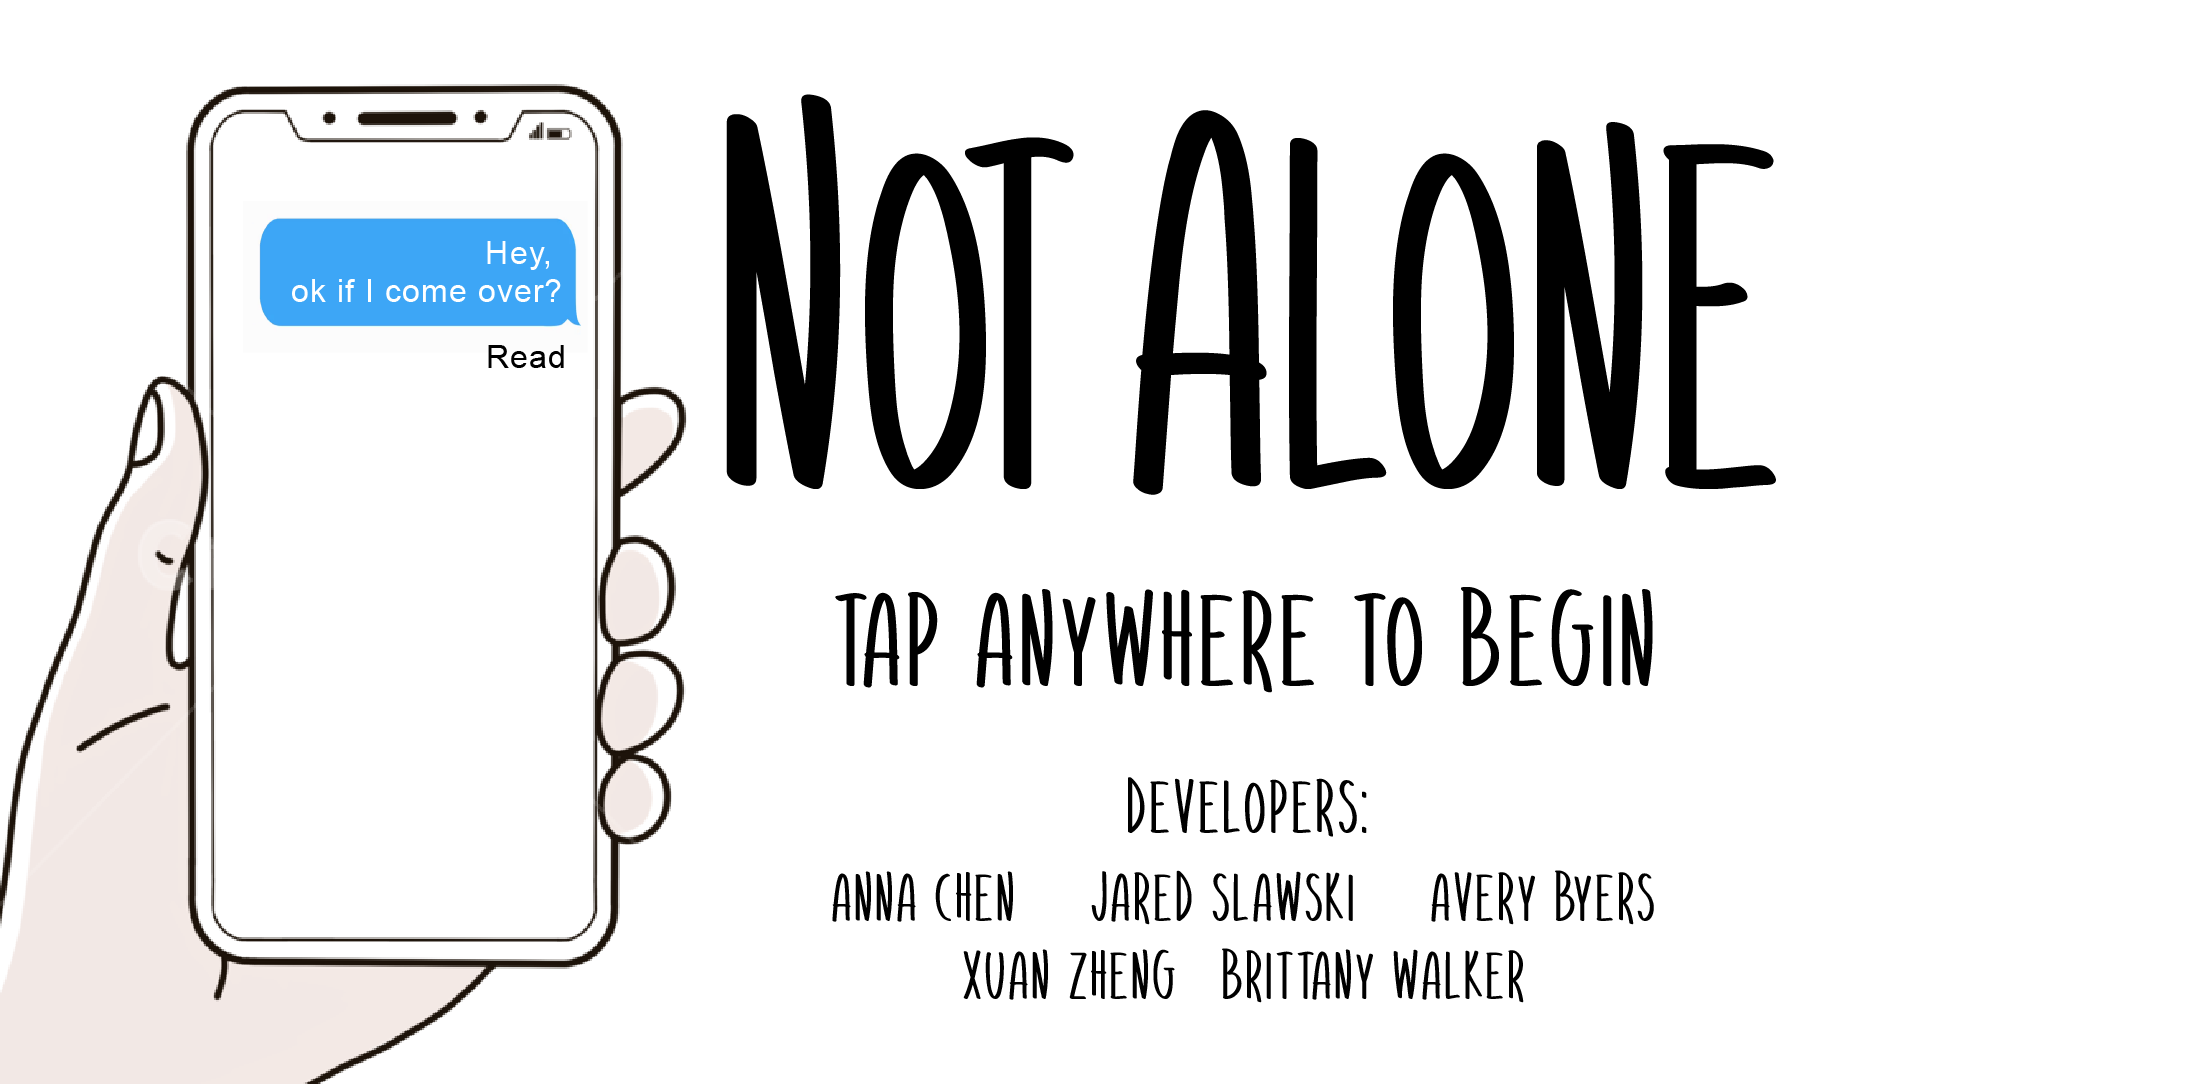 Hey,
ok if I come over?
Read
NOT ALONE
TAP ANYWHERE TO BEGIN
DEVELOPERS:
ANNA CHEN JARED SLAWSKI AVERY BYERS
XUAN ZHENG BRITTANY WALKER